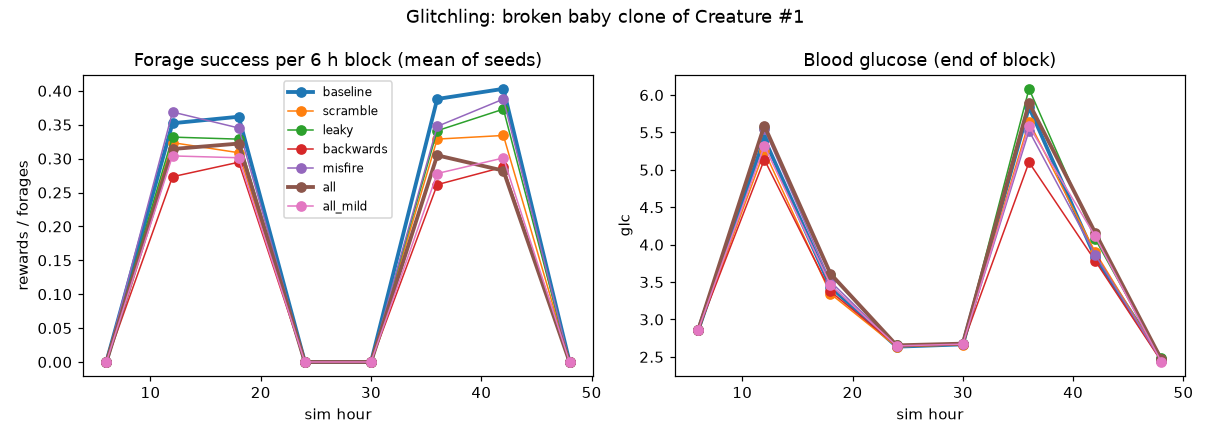 Glitchling: broken baby clone of Creature #1
Forage success per 6 h block (mean of seeds)
rewards / forages
0.40
0.35
0.30
0.25
0.20
0.15
0.10
0.05
0.00
baseline
scramble
leaky
backwards
misfire
all
all_mild
10
20
30
40
50
sim hour
Blood glucose (end of block)
glc
6.0
5.5
5.0
4.5
4.0
3.5
3.0
2.5
10
20
30
40
50
sim hour